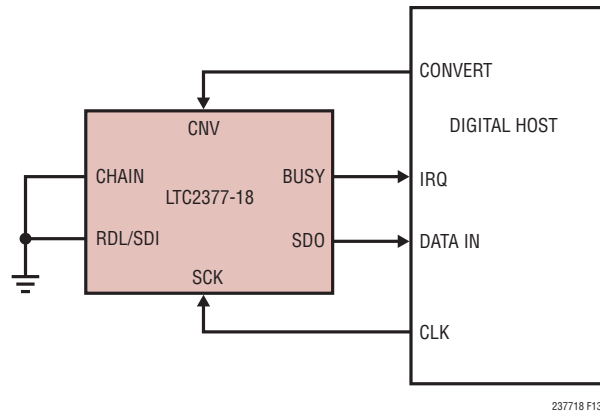 CONVERT
CNV
DIGITAL HOST
CHAIN
BUSY
IRQ
LTC2377-18
RDL/SDI
SDO
DATA IN
SCK
CLK
237718 F13